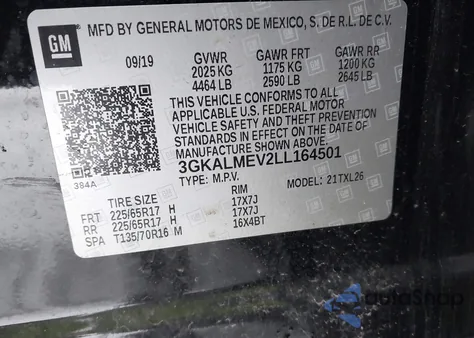 GM
MFD BY GENERAL MOTORS DE MEXICO, S. DE R.L. DE C.V.
09/19 GVWR GAWR FRT GAWR RR
2025 KG 1175 KG 1200 KG
4464 LB 2590 LB 2645 LB
THIS VEHICLE CONFORMS TO ALL
APPLICABLE U.S. FEDERAL MOTOR
VEHICLE SAFETY AND THEFT PREVENTION
STANDARDS IN EFFECT ON THE DATE OF
MANUFACTURE SHOWN ABOVE.
3GKALMEV2LL164501
384A TYPE: M.P.V. MODEL: 21TXL26
TIRE SIZE RIM
FRT 225/65R17 H 17X7J
RR 225/65R17 H 17X7J
SPA T135/70R16 M 16X4BT
autoShop